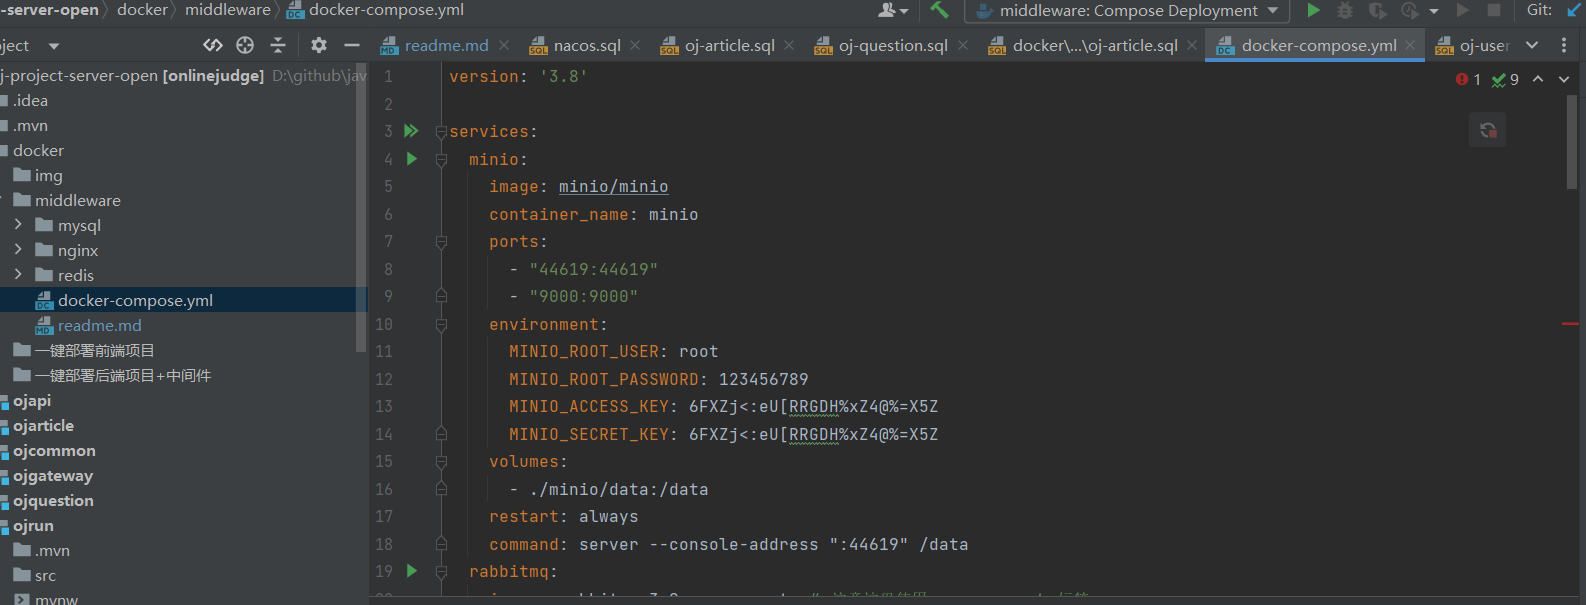 -server-open docker middleware docker-compose.yml middleware: Compose Deployment Git:
ject readme.md nacos.sql oj-article.sql oj-question.sql docker\...\oj-article.sql docker-compose.yml oj-user
j-project-server-open [onlinejudge] D:\github\jav
.idea
.mvn
docker
img
middleware
mysql
nginx
redis
docker-compose.yml
readme.md
一键部署前端项目
一键部署后端项目+中间件
ojapi
ojarticle
ojcommon
ojgateway
ojquestion
ojrun
.mvn
src
mvnw
1 9
1 version: '3.8'
2
3 services:
4 minio:
5 image: minio/minio
6 container_name: minio
7 ports:
8 - "44619:44619"
9 - "9000:9000"
10 environment:
11 MINIO_ROOT_USER: root
12 MINIO_ROOT_PASSWORD: 123456789
13 MINIO_ACCESS_KEY: 6FXZj<:eU[RRGDH%xZ4@%=X5Z
14 MINIO_SECRET_KEY: 6FXZj<:eU[RRGDH%xZ4@%=X5Z
15 volumes:
16 - ./minio/data:/data
17 restart: always
18 command: server --console-address ":44619" /data
19 rabbitmq: